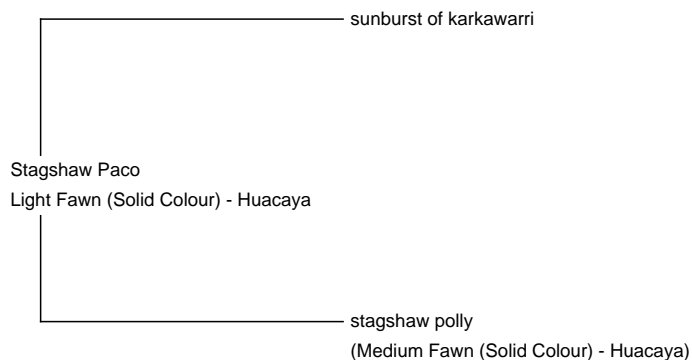 sunburst of karkawarri
Stagshaw Paco
Light Fawn (Solid Colour) - Huacaya
stagshaw polly
(Medium Fawn (Solid Colour) - Huacaya)